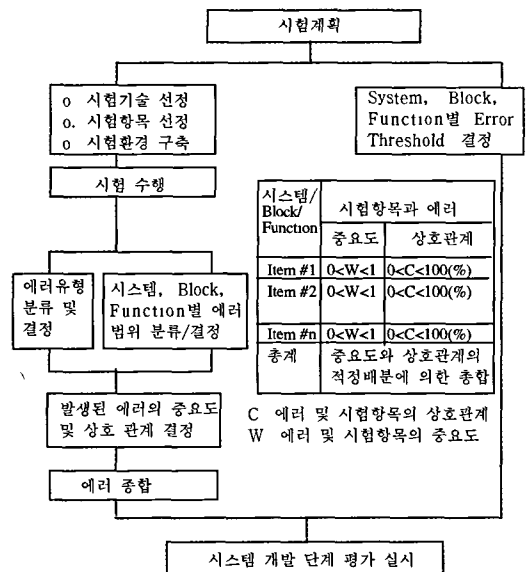 시험계획
o 시험기술 선정
o. 시험항목 선정
o 시험환경 구축
System, Block,
Function별 Error
Threshold 결정
시험 수행
시스템/
Block/
Function
시험항목과 에러
중요도 상호관계
Item #1 0<W<1 0<C<100(%)
Item #2 0<W<1 0<C<100(%)
Item #n 0<W<1 0<C<100(%)
총계 중요도와 상호관계의
적정배분에 의한 총합
에러유형
분류 및
결정
시스템, Block,
Function별 에러
범위 분류/결정
C 에러 및 시험항목의 상호관계
W 에러 및 시험항목의 중요도
발생된 에러의 중요도
및 상호 관계 결정
에러 종합
시스템 개발 단계 평가 실시